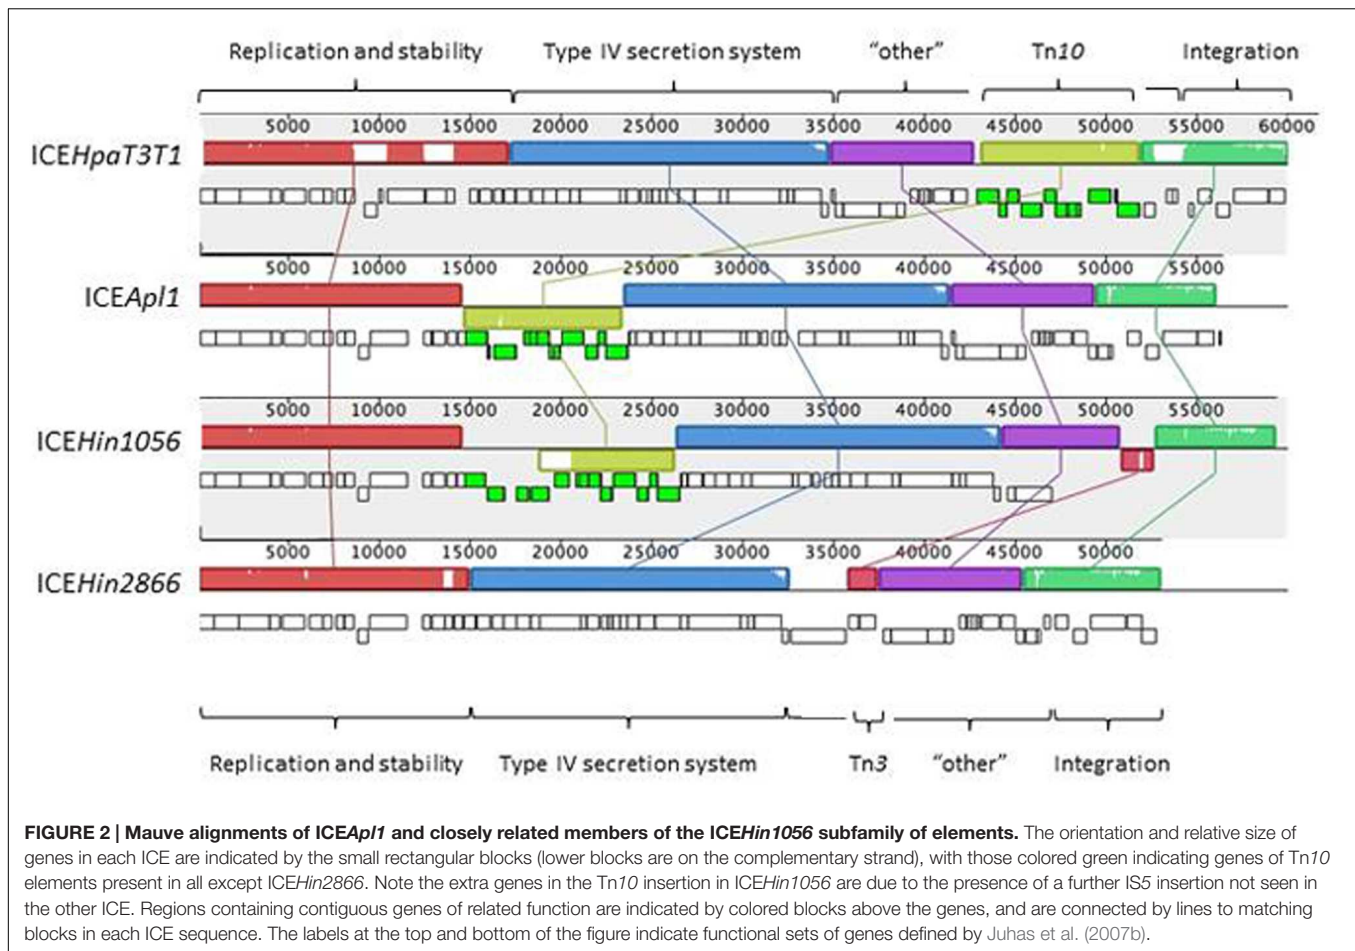 Replication and stability Type IV secretion system “other” Tn10 Integration
5000 10000 15000 20000 25000 30000 35000 40000 45000 50000 55000 60000
ICEHpaT3T1
5000 10000 15000 20000 25000 30000 35000 40000 45000 50000 55000
ICEApl1
5000 10000 15000 20000 25000 30000 35000 40000 45000 50000 55000
ICEHin1056
5000 10000 15000 20000 25000 30000 35000 40000 45000 50000
ICEHin2866
Replication and stability Type IV secretion system Tn3 “other” Integration
FIGURE 2 | Mauve alignments of ICEApl1 and closely related members of the ICEHin1056 subfamily of elements. The orientation and relative size of
genes in each ICE are indicated by the small rectangular blocks (lower blocks are on the complementary strand), with those colored green indicating genes of Tn10
elements present in all except ICEHin2866. Note the extra genes in the Tn10 insertion in ICEHin1056 are due to the presence of a further IS5 insertion not seen in
the other ICE. Regions containing contiguous genes of related function are indicated by colored blocks above the genes, and are connected by lines to matching
blocks in each ICE sequence. The labels at the top and bottom of the figure indicate functional sets of genes defined by Juhas et al. (2007b).